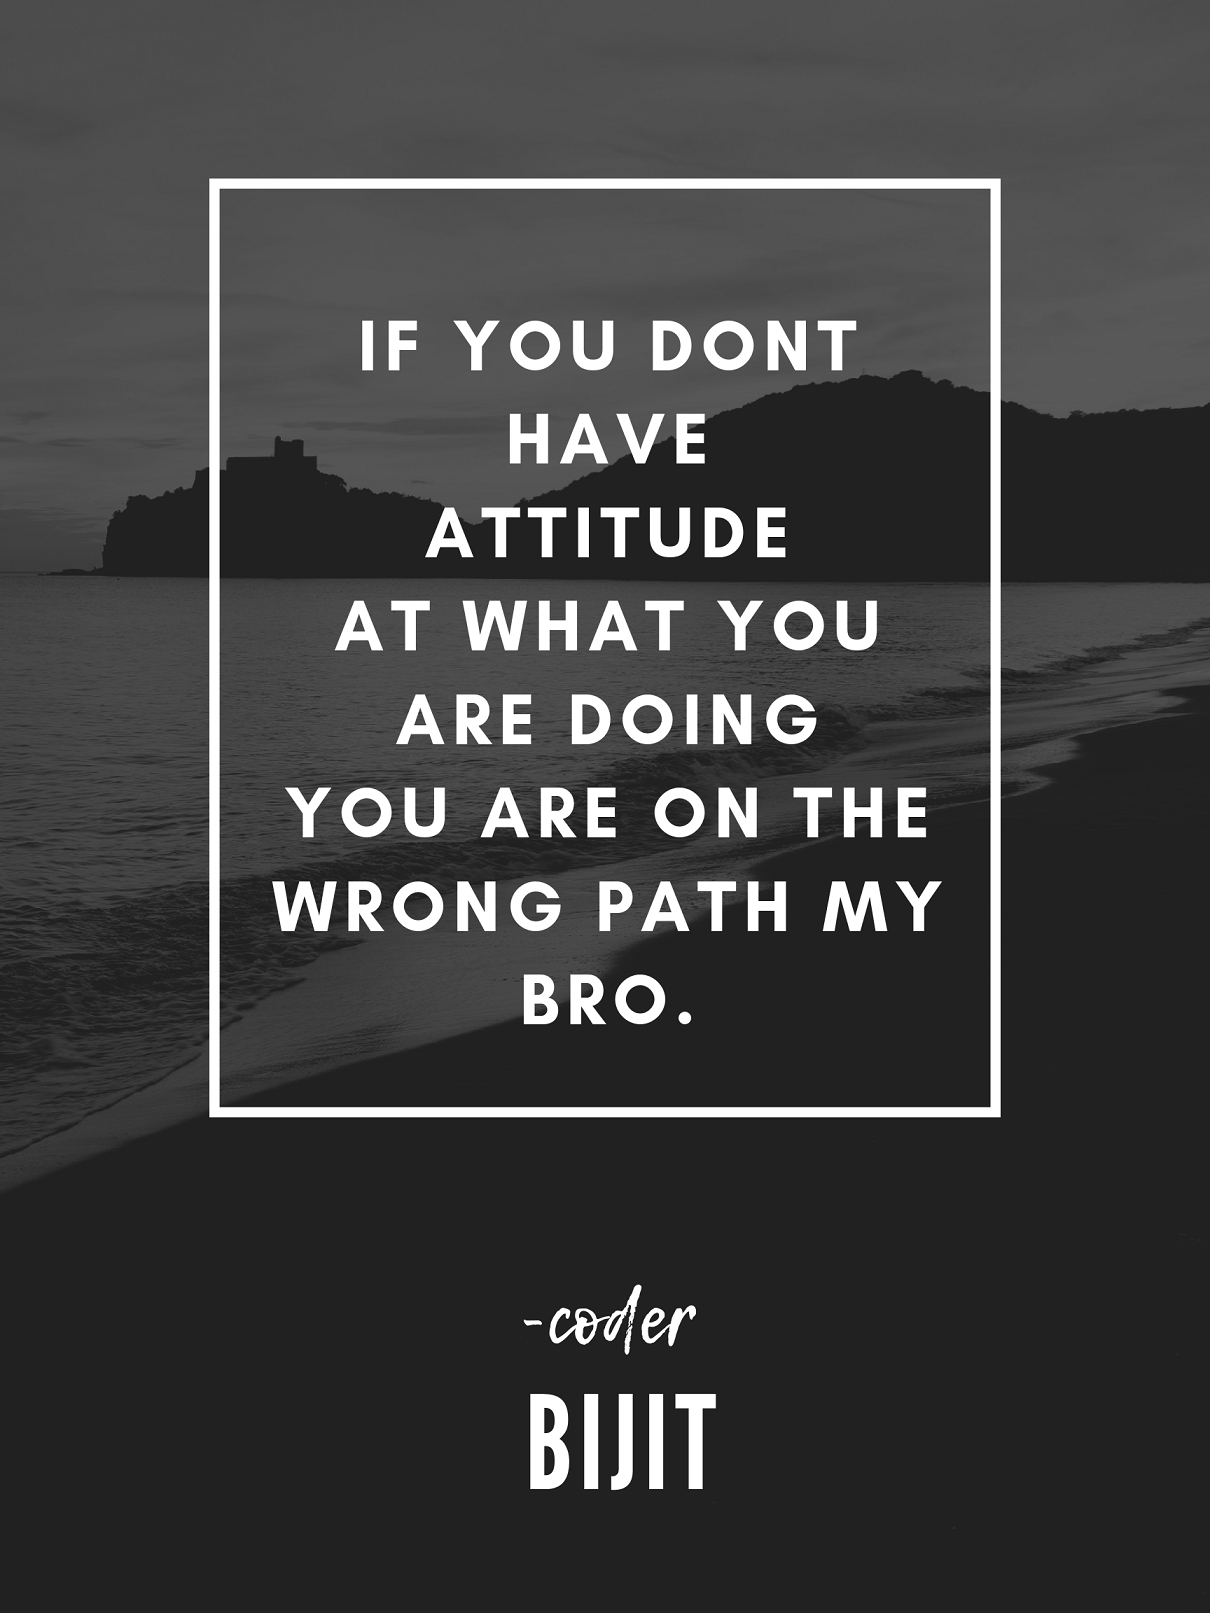 IF YOU DONT
HAVE
ATTITUDE
AT WHAT YOU
ARE DOING
YOU ARE ON THE
WRONG PATH MY
BRO.
-coder
BIJIT